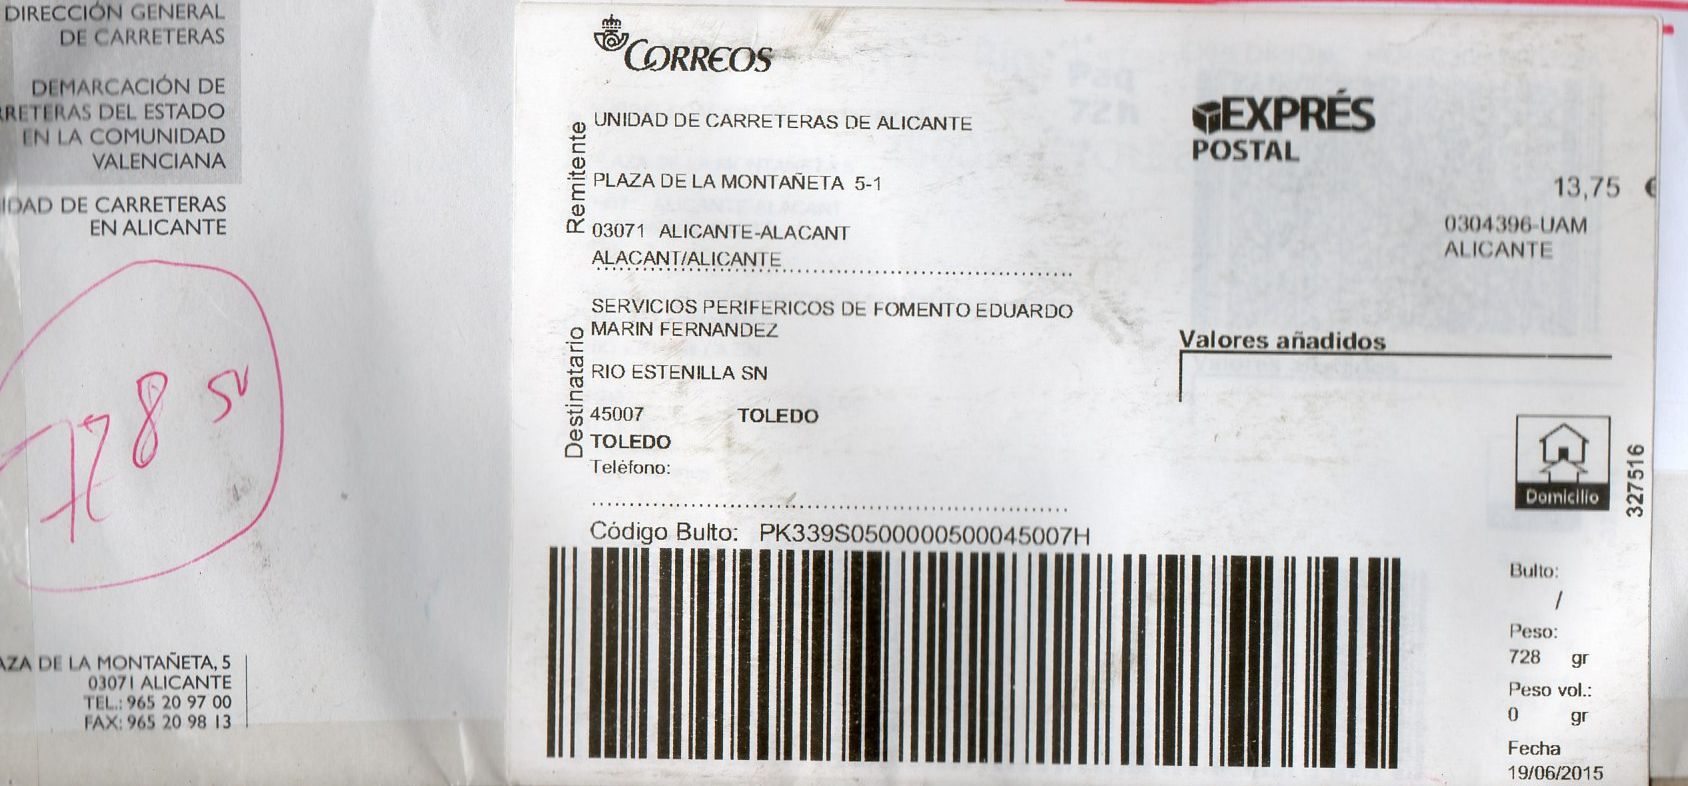 DIRECCIÓN GENERAL
DE CARRETERAS
DEMARCACIÓN DE
RRETERAS DEL ESTADO
EN LA COMUNIDAD
VALENCIANA
IDAD DE CARRETERAS
EN ALICANTE
728
AZA DE LA MONTAÑETA, 5
03071 ALICANTE
TEL.: 965 20 97 00
FAX: 965 20 98 13
CORREOS
Remitente
UNIDAD DE CARRETERAS DE ALICANTE
PLAZA DE LA MONTAÑETA 5-1
03071 ALICANTE-ALACANT
ALACANT/ALICANTE
Destinatario
SERVICIOS PERIFERICOS DE FOMENTO EDUARDO
MARIN FERNANDEZ
RIO ESTENILLA SN
45007 TOLEDO
TOLEDO
Teléfono:
Código Bulto: PK339S0500000500045007H
Paq
72h
EXPRÉS
POSTAL
13,75 €
0304396-UAM
ALICANTE
Valores añadidos
Domicilio
327516
Bulto:
/
Peso:
728 gr
Peso vol.:
0 gr
Fecha
19/06/2015